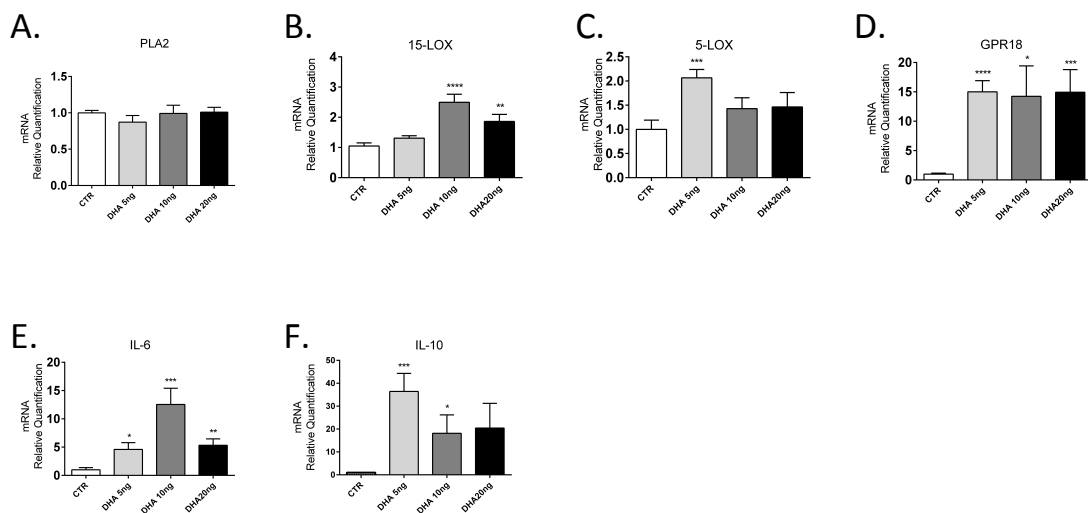 A.
PLA2
mRNA
Relative Quantification
1.5
1.0
0.5
0.0
CTR
DHA 5ng
DHA 10ng
DHA 20ng
B.
15-LOX
mRNA
Relative Quantification
4
3
2
1
0
****
**
CTR
DHA 5ng
DHA 10ng
DHA20ng
C.
5-LOX
mRNA
Relative Quantification
2.5
2.0
1.5
1.0
0.5
0.0
***
CTR
DHA 5ng
DHA 10ng
DHA20ng
D.
GPR18
mRNA
Relative Quantification
20
15
10
5
0
****
*
***
CTR
DHA 5ng
DHA 10ng
DHA20ng
E.
IL-6
mRNA
Relative Quantification
20
15
10
5
0
*
***
**
CTR
DHA 5ng
DHA 10ng
DHA20ng
F.
IL-10
mRNA
Relative Quantification
50
40
30
20
10
0
***
*
CTR
DHA 5ng
DHA 10ng
DHA20ng